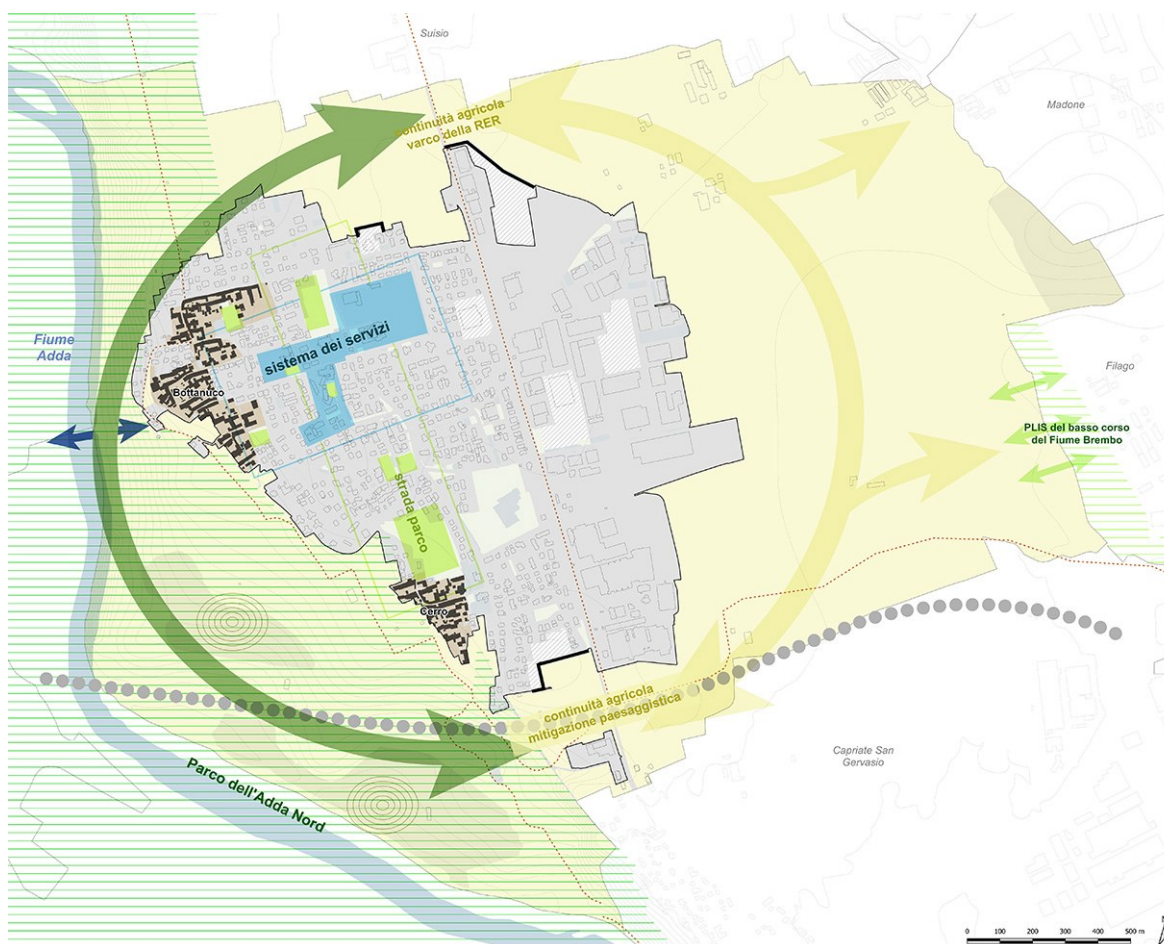 Suisio
Madone
continuità agricola
varco della RER
Fiume
Adda
sistema dei servizi
Bottanuco
Filago
PLIS del basso corso
del Fiume Brembo
strada parco
Cerro
continuità agricola
mitigazione paesaggistica
Parco dell'Adda Nord
Capriate San
Gervasio
N
0 100 200 300 400 500 m